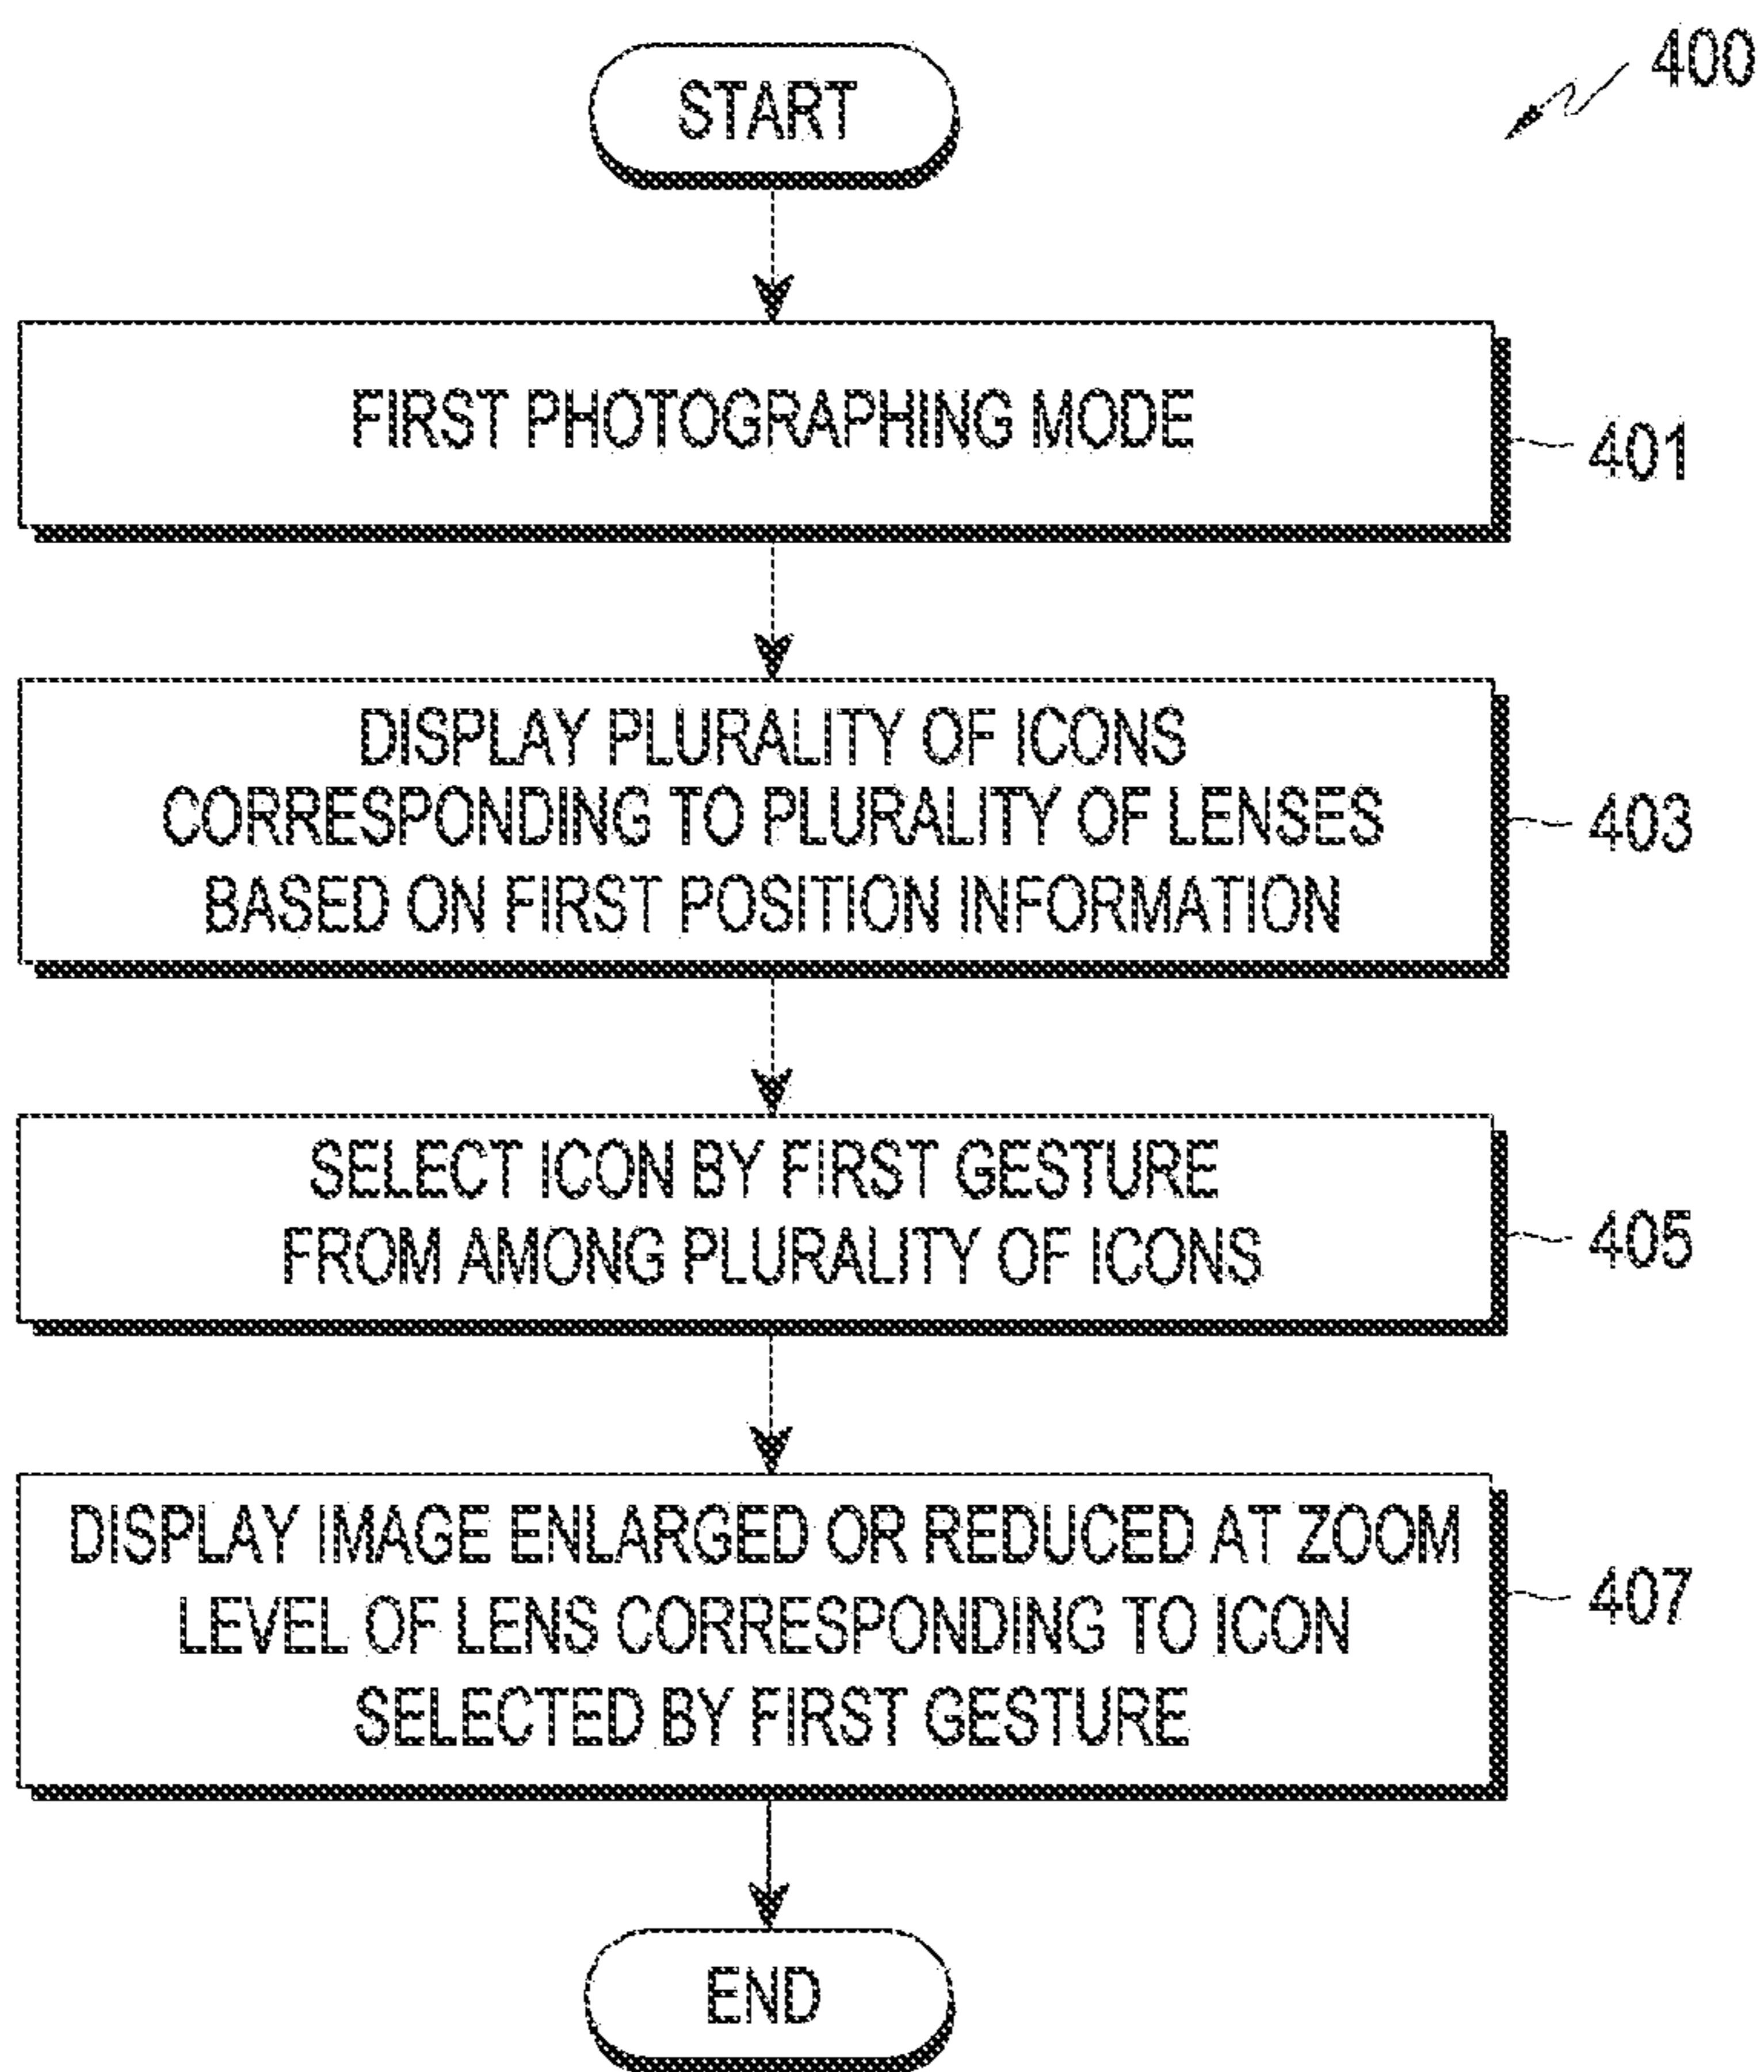 400
START
FIRST PHOTOGRAPHING MODE
401
DISPLAY PLURALITY OF ICONS
CORRESPONDING TO PLURALITY OF LENSES
BASED ON FIRST POSITION INFORMATION
403
SELECT ICON BY FIRST GESTURE
FROM AMONG PLURALITY OF ICONS
405
DISPLAY IMAGE ENLARGED OR REDUCED AT ZOOM
LEVEL OF LENS CORRESPONDING TO ICON
SELECTED BY FIRST GESTURE
407
END